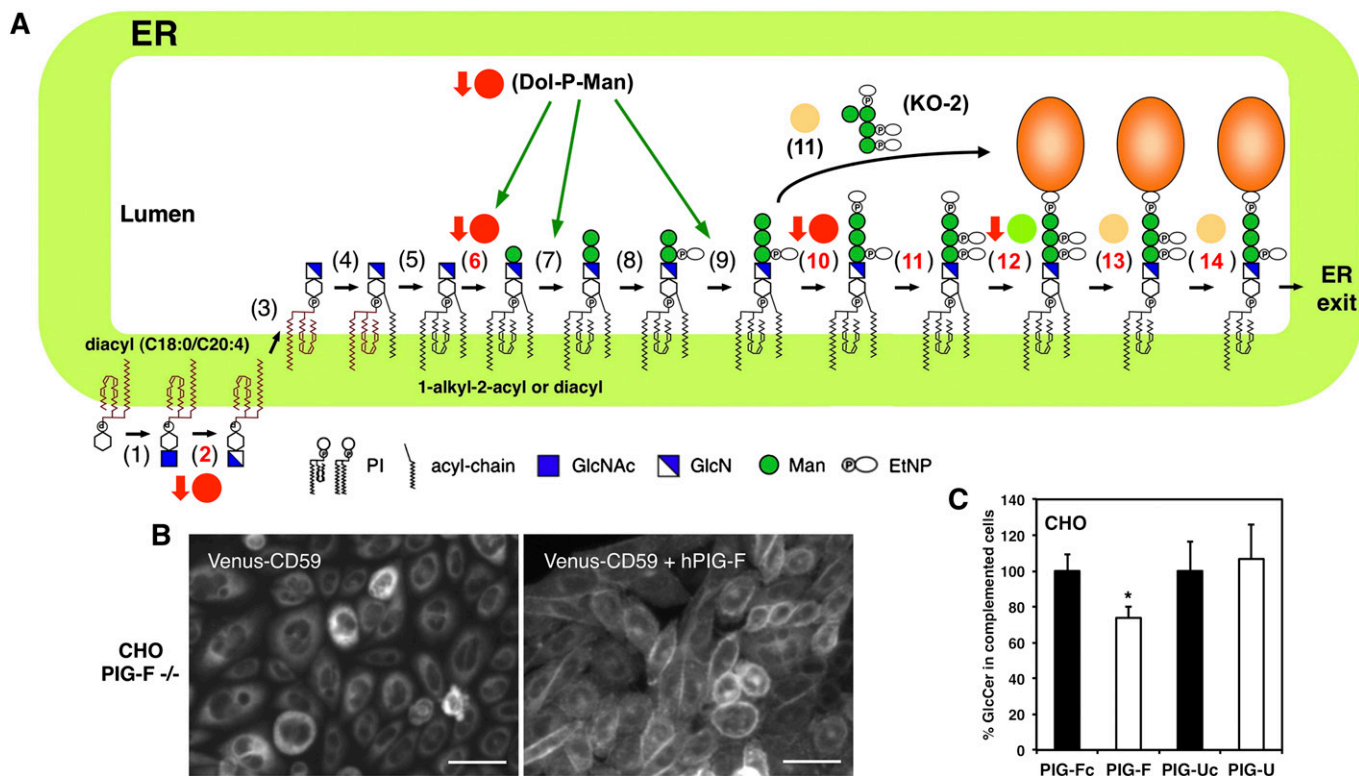 A
ER
(Dol-P-Man)
(KO-2)
(11)
Lumen
(3)
(4)
(5)
(6)
(7)
(8)
(9)
(10)
(11)
(12)
(13)
(14)
ER
exit
diacyl (C18:0/C20:4)
1-alkyl-2-acyl or diacyl
(1)
(2)
PI
acyl-chain
GlcNAc
GlcN
Man
P
EtNP
B
Venus-CD59
Venus-CD59 + hPIG-F
CHO
PIG-F -/-
C
CHO
% GlcCer in complemented cells
140
120
100
80
60
40
20
0
*
PIG-Fc
PIG-F
PIG-Uc
PIG-U